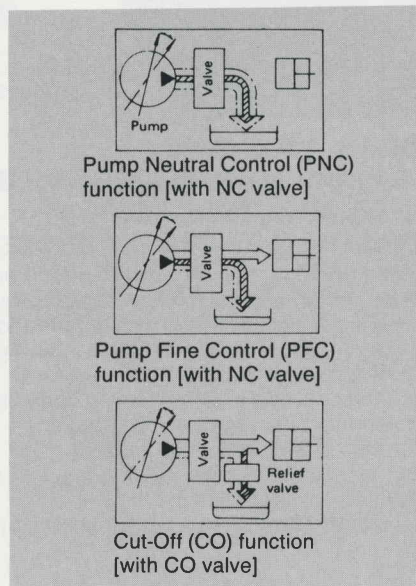 Valve
Pump
Pump Neutral Control (PNC)
function [with NC valve]
Valve
Pump Fine Control (PFC)
function [with NC valve]
Valve
Relief
valve
Cut-Off (CO) function
[with CO valve]